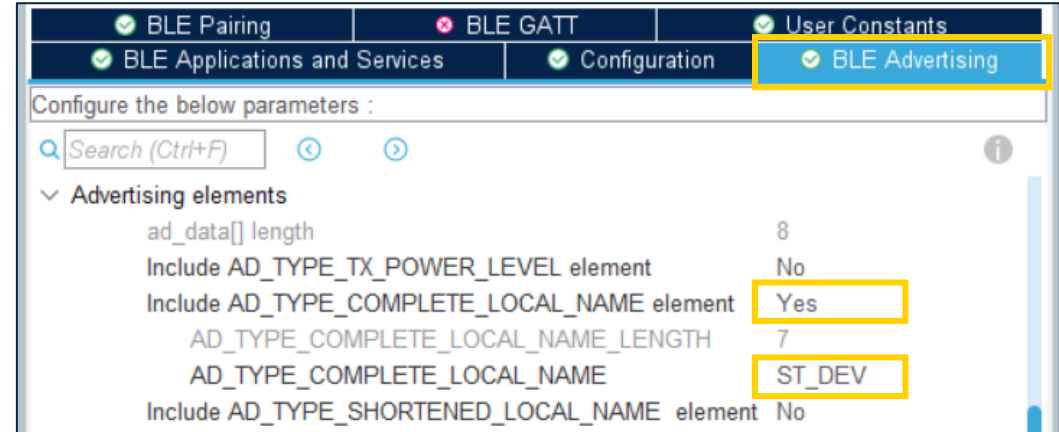 BLE Pairing BLE GATT User Constants
BLE Applications and Services Configuration BLE Advertising
Configure the below parameters :
Search (Ctrl+F)
Advertising elements
ad_data[] length 8
Include AD_TYPE_TX_POWER_LEVEL element No
Include AD_TYPE_COMPLETE_LOCAL_NAME element Yes
AD_TYPE_COMPLETE_LOCAL_NAME_LENGTH 7
AD_TYPE_COMPLETE_LOCAL_NAME ST_DEV
Include AD_TYPE_SHORTENED_LOCAL_NAME element No